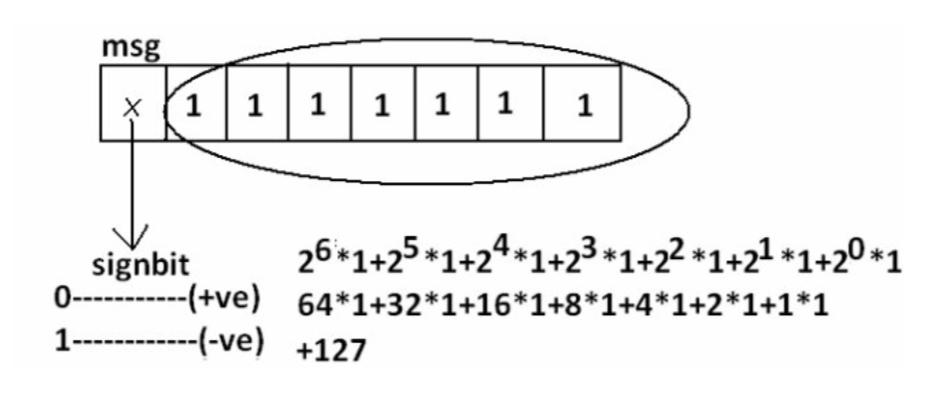 msg
x 1 1 1 1 1 1 1
signbit
0-----------(+ve)
1------------(-ve)
2^6*1+2^5*1+2^4*1+2^3*1+2^2*1+2^1*1+2^0*1
64*1+32*1+16*1+8*1+4*1+2*1+1*1
+127